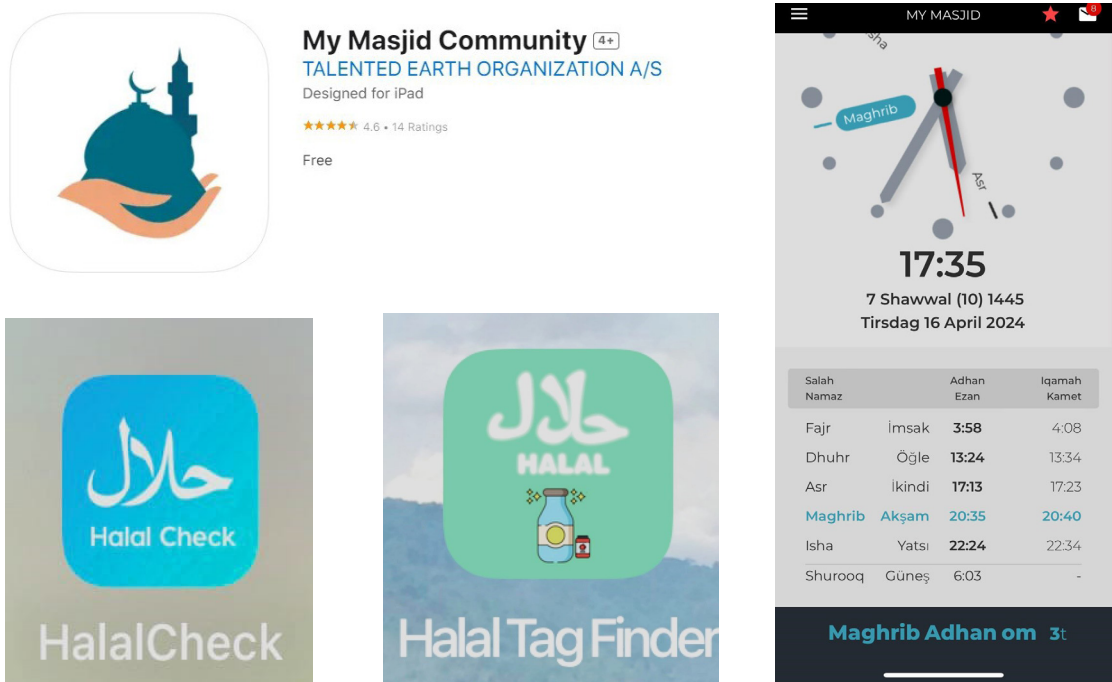 My Masjid Community 4+
TALENTED EARTH ORGANIZATION A/S
Designed for iPad
4.6 • 14 Ratings
Free
حلال
Halal Check
HalalCheck
حلال
HALAL
Halal Tag Finder
MY MASJID
8
sha
Maghrib
Asr
17:35
7 Shawwal (10) 1445
Tirsdag 16 April 2024
Salah Adhan Iqamah
Namaz Ezan Kamet
Fajr İmsak 3:58 4:08
Dhuhr Öğle 13:24 13:34
Asr İkindi 17:13 17:23
Maghrib Akşam 20:35 20:40
Isha Yatsı 22:24 22:34
Shurooq Güneş 6:03 -
Maghrib Adhan om 3t